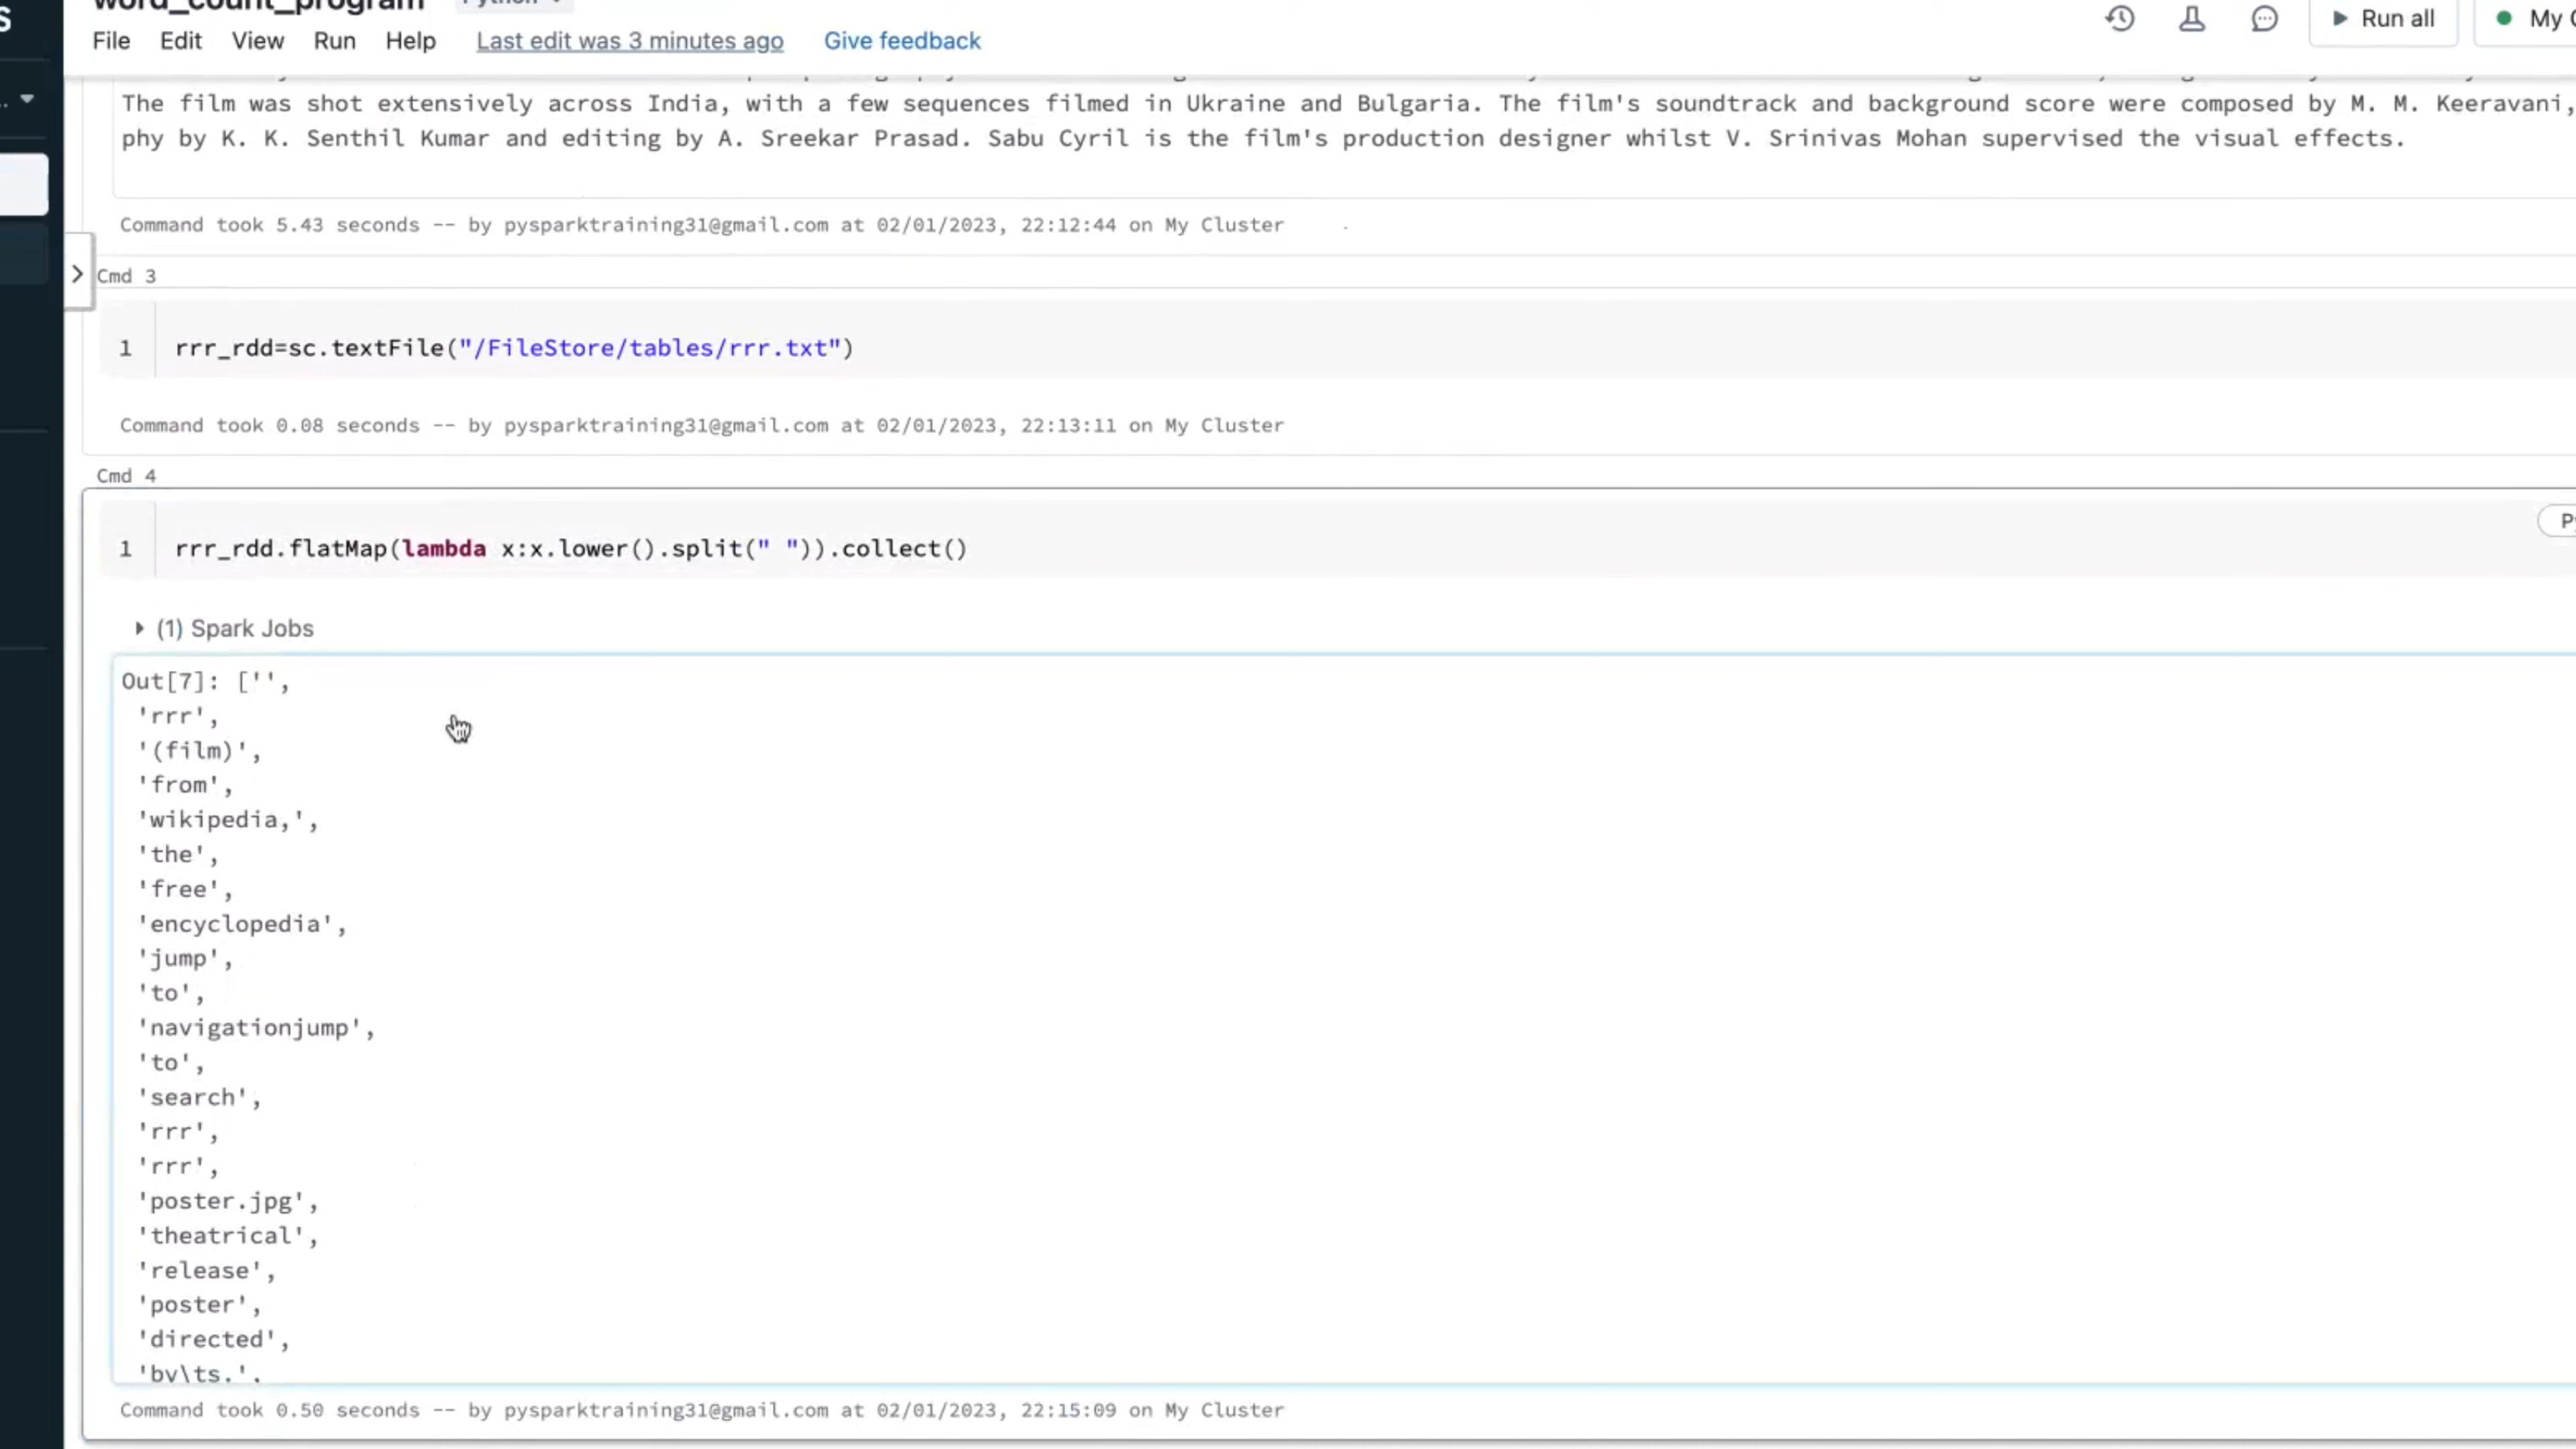 S
word_count_program Python
File Edit View Run Help Last edit was 3 minutes ago Give feedback Run all My
The film was shot extensively across India, with a few sequences filmed in Ukraine and Bulgaria. The film's soundtrack and background score were composed by M. M. Keeravani,
phy by K. K. Senthil Kumar and editing by A. Sreekar Prasad. Sabu Cyril is the film's production designer whilst V. Srinivas Mohan supervised the visual effects.
Command took 5.43 seconds -- by pysparktraining31@gmail.com at 02/01/2023, 22:12:44 on My Cluster
Cmd 3
1 rrr_rdd=sc.textFile("/FileStore/tables/rrr.txt")
Command took 0.08 seconds -- by pysparktraining31@gmail.com at 02/01/2023, 22:13:11 on My Cluster
Cmd 4
1 rrr_rdd.flatMap(lambda x:x.lower().split(" ")).collect()
(1) Spark Jobs
Out[7]: ['',
'rrr',
'(film)',
'from',
'wikipedia,',
'the',
'free',
'encyclopedia',
'jump',
'to',
'navigationjump',
'to',
'search',
'rrr',
'rrr',
'poster.jpg',
'theatrical',
'release',
'poster',
'directed',
'by\ts.',
Command took 0.50 seconds -- by pysparktraining31@gmail.com at 02/01/2023, 22:15:09 on My Cluster